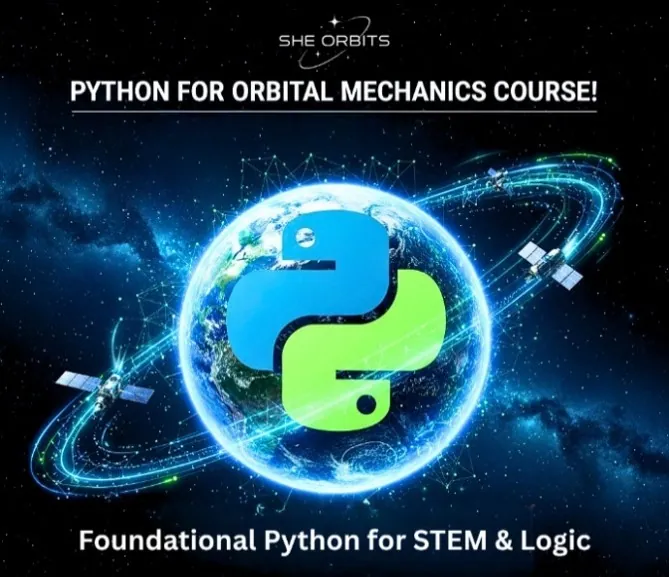 SHE ORBITS
PYTHON FOR ORBITAL MECHANICS COURSE!
Foundational Python for STEM & Logic